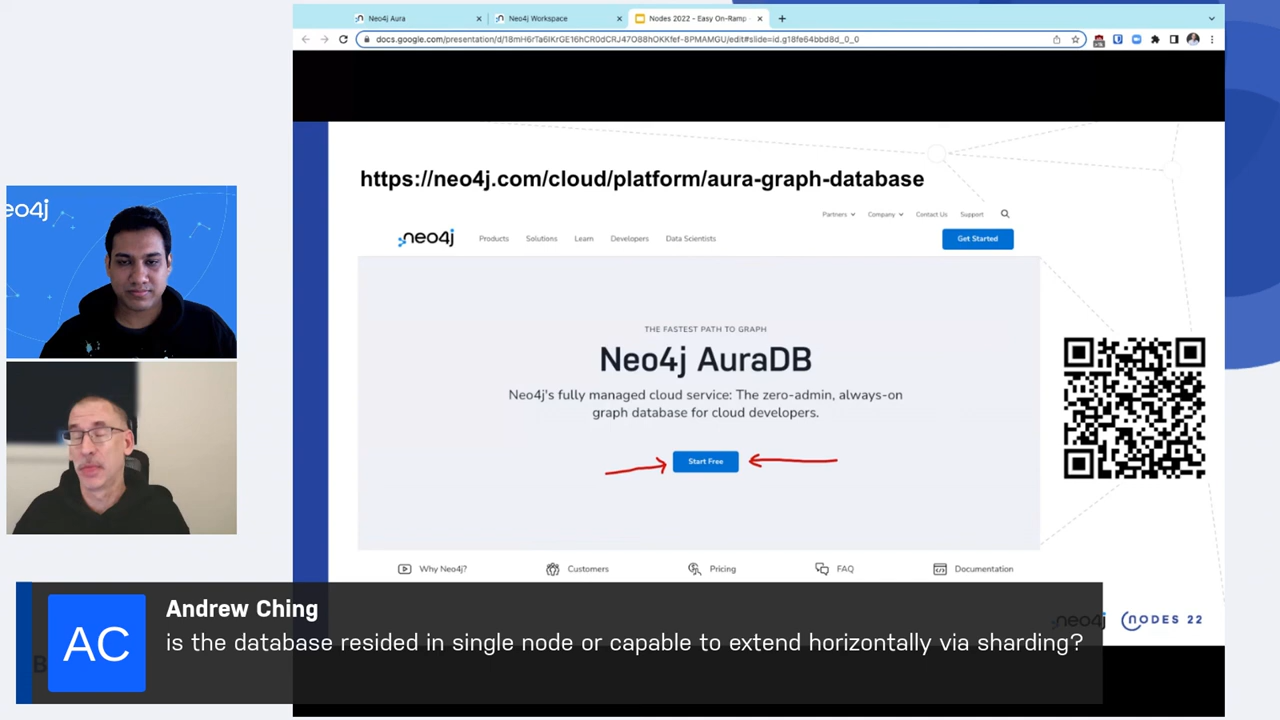 Neo4j Aura
Neo4j Workspace
Nodes 2022 - Easy On-Ramp
docs.google.com/presentation/d/18mH6rTa6IKrGE16hCR0dCRJ47O88hOKKfef-8PMAMGU/edit#slide=id.g18fe64bbd8d_0_0
https://neo4j.com/cloud/platform/aura-graph-database
Partners Company Contact Us Support
neo4j Products Solutions Learn Developers Data Scientists Get Started
eo4j
THE FASTEST PATH TO GRAPH
Neo4j AuraDB
Neo4j's fully managed cloud service: The zero-admin, always-on
graph database for cloud developers.
Start Free
Why Neo4j? Customers Pricing FAQ Documentation
neo4j NODES 22
AC
Andrew Ching
is the database resided in single node or capable to extend horizontally via sharding?